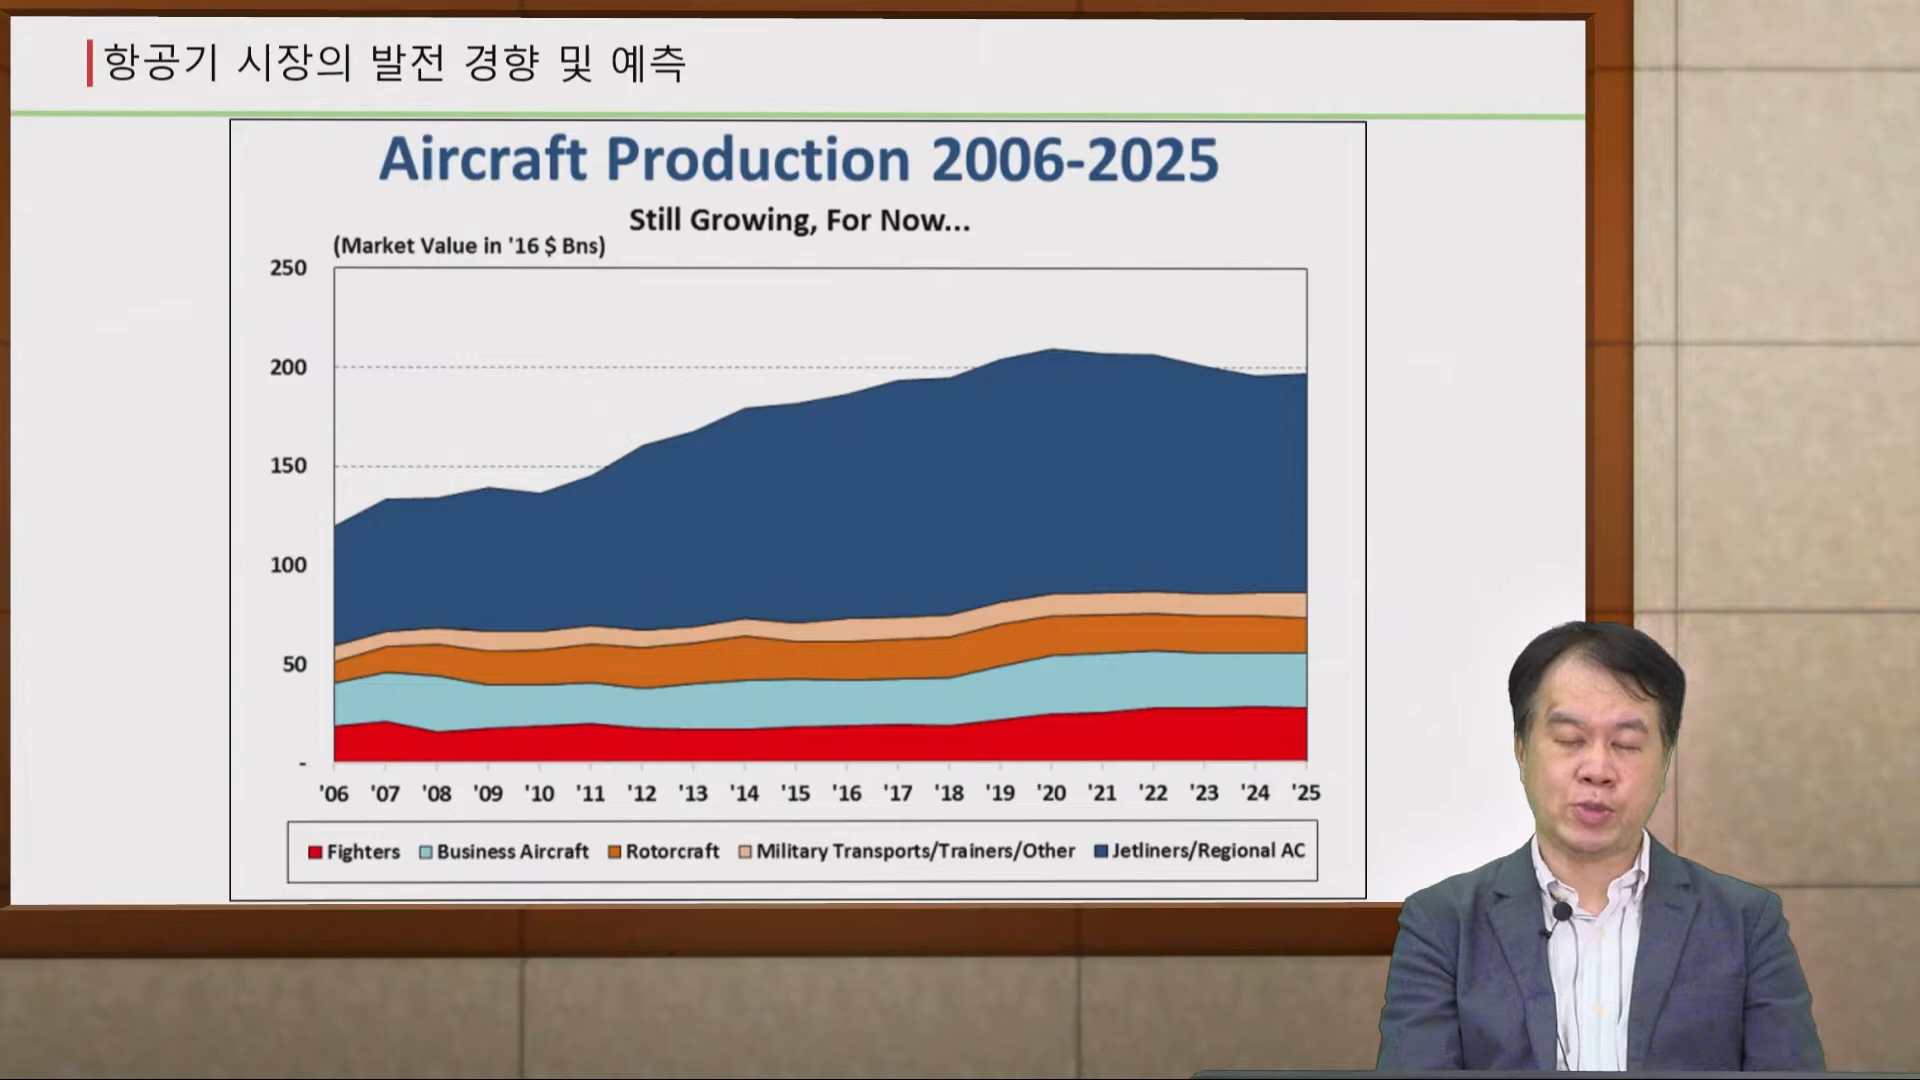 항공기 시장의 발전 경향 및 예측
Aircraft Production 2006-2025
Still Growing, For Now...
(Market Value in '16 $ Bns)
250
200
150
100
50
-
'06 '07 '08 '09 '10 '11 '12 '13 '14 '15 '16 '17 '18 '19 '20 '21 '22 '23 '24 '25
Fighters Business Aircraft Rotorcraft Military Transports/Trainers/Other Jetliners/Regional AC